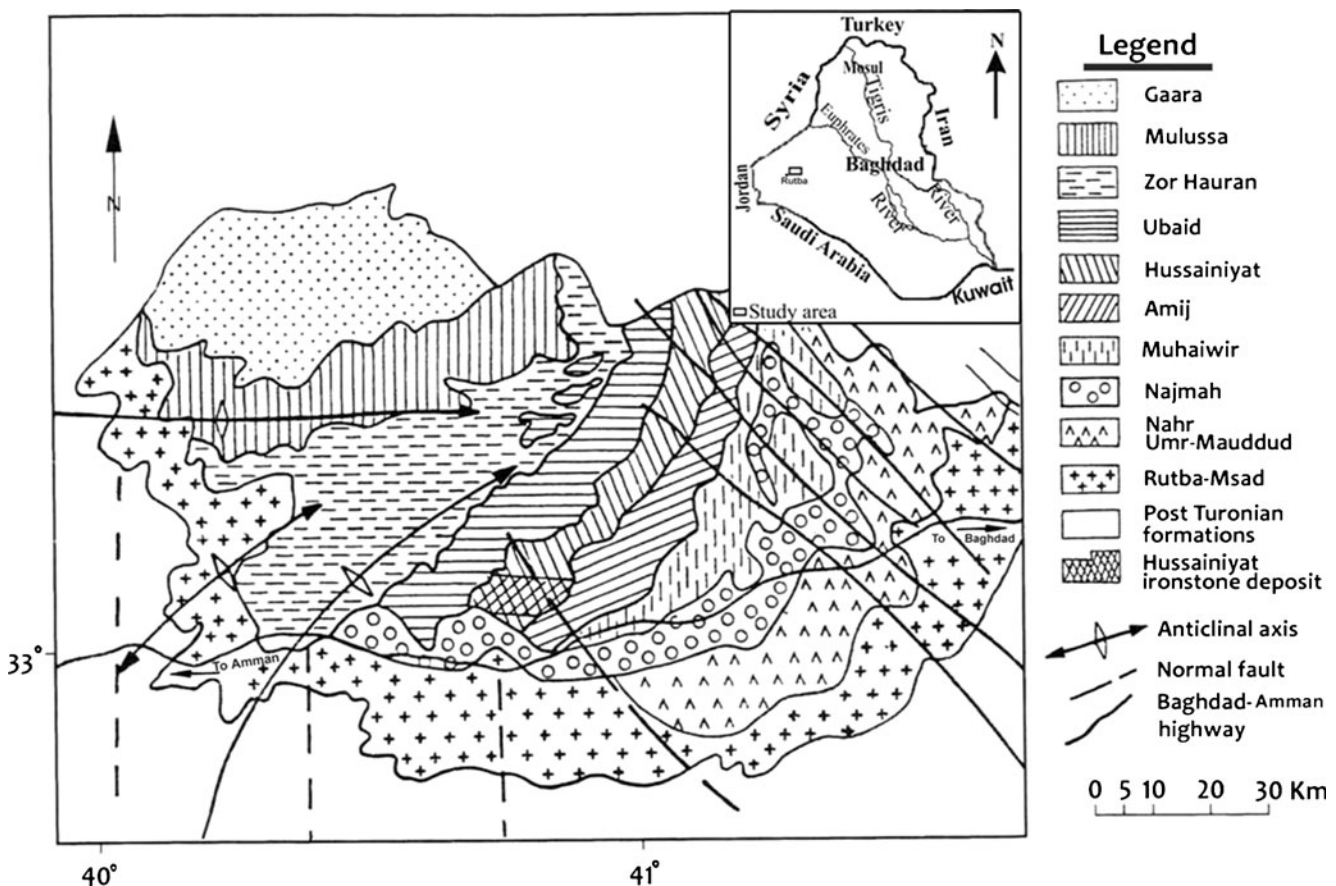 Turkey
N
Mosul
Syria
Tigris
Iran
Euphrates
Baghdad
Rutba
Jordan
River
River
Saudi Arabia
Kuwait
Study area
N
To Baghdad
To Amman
33°
40°
41°
Legend
Gaara
Mulussa
Zor Hauran
Ubaid
Hussainiyat
Amij
Muhaiwir
Najmah
Nahr
Umr-Mauddud
Rutba-Msad
Post Turonian
formations
Hussainiyat
ironstone deposit
Anticlinal axis
Normal fault
Baghdad-Amman
highway
0 5 10 20 30 Km